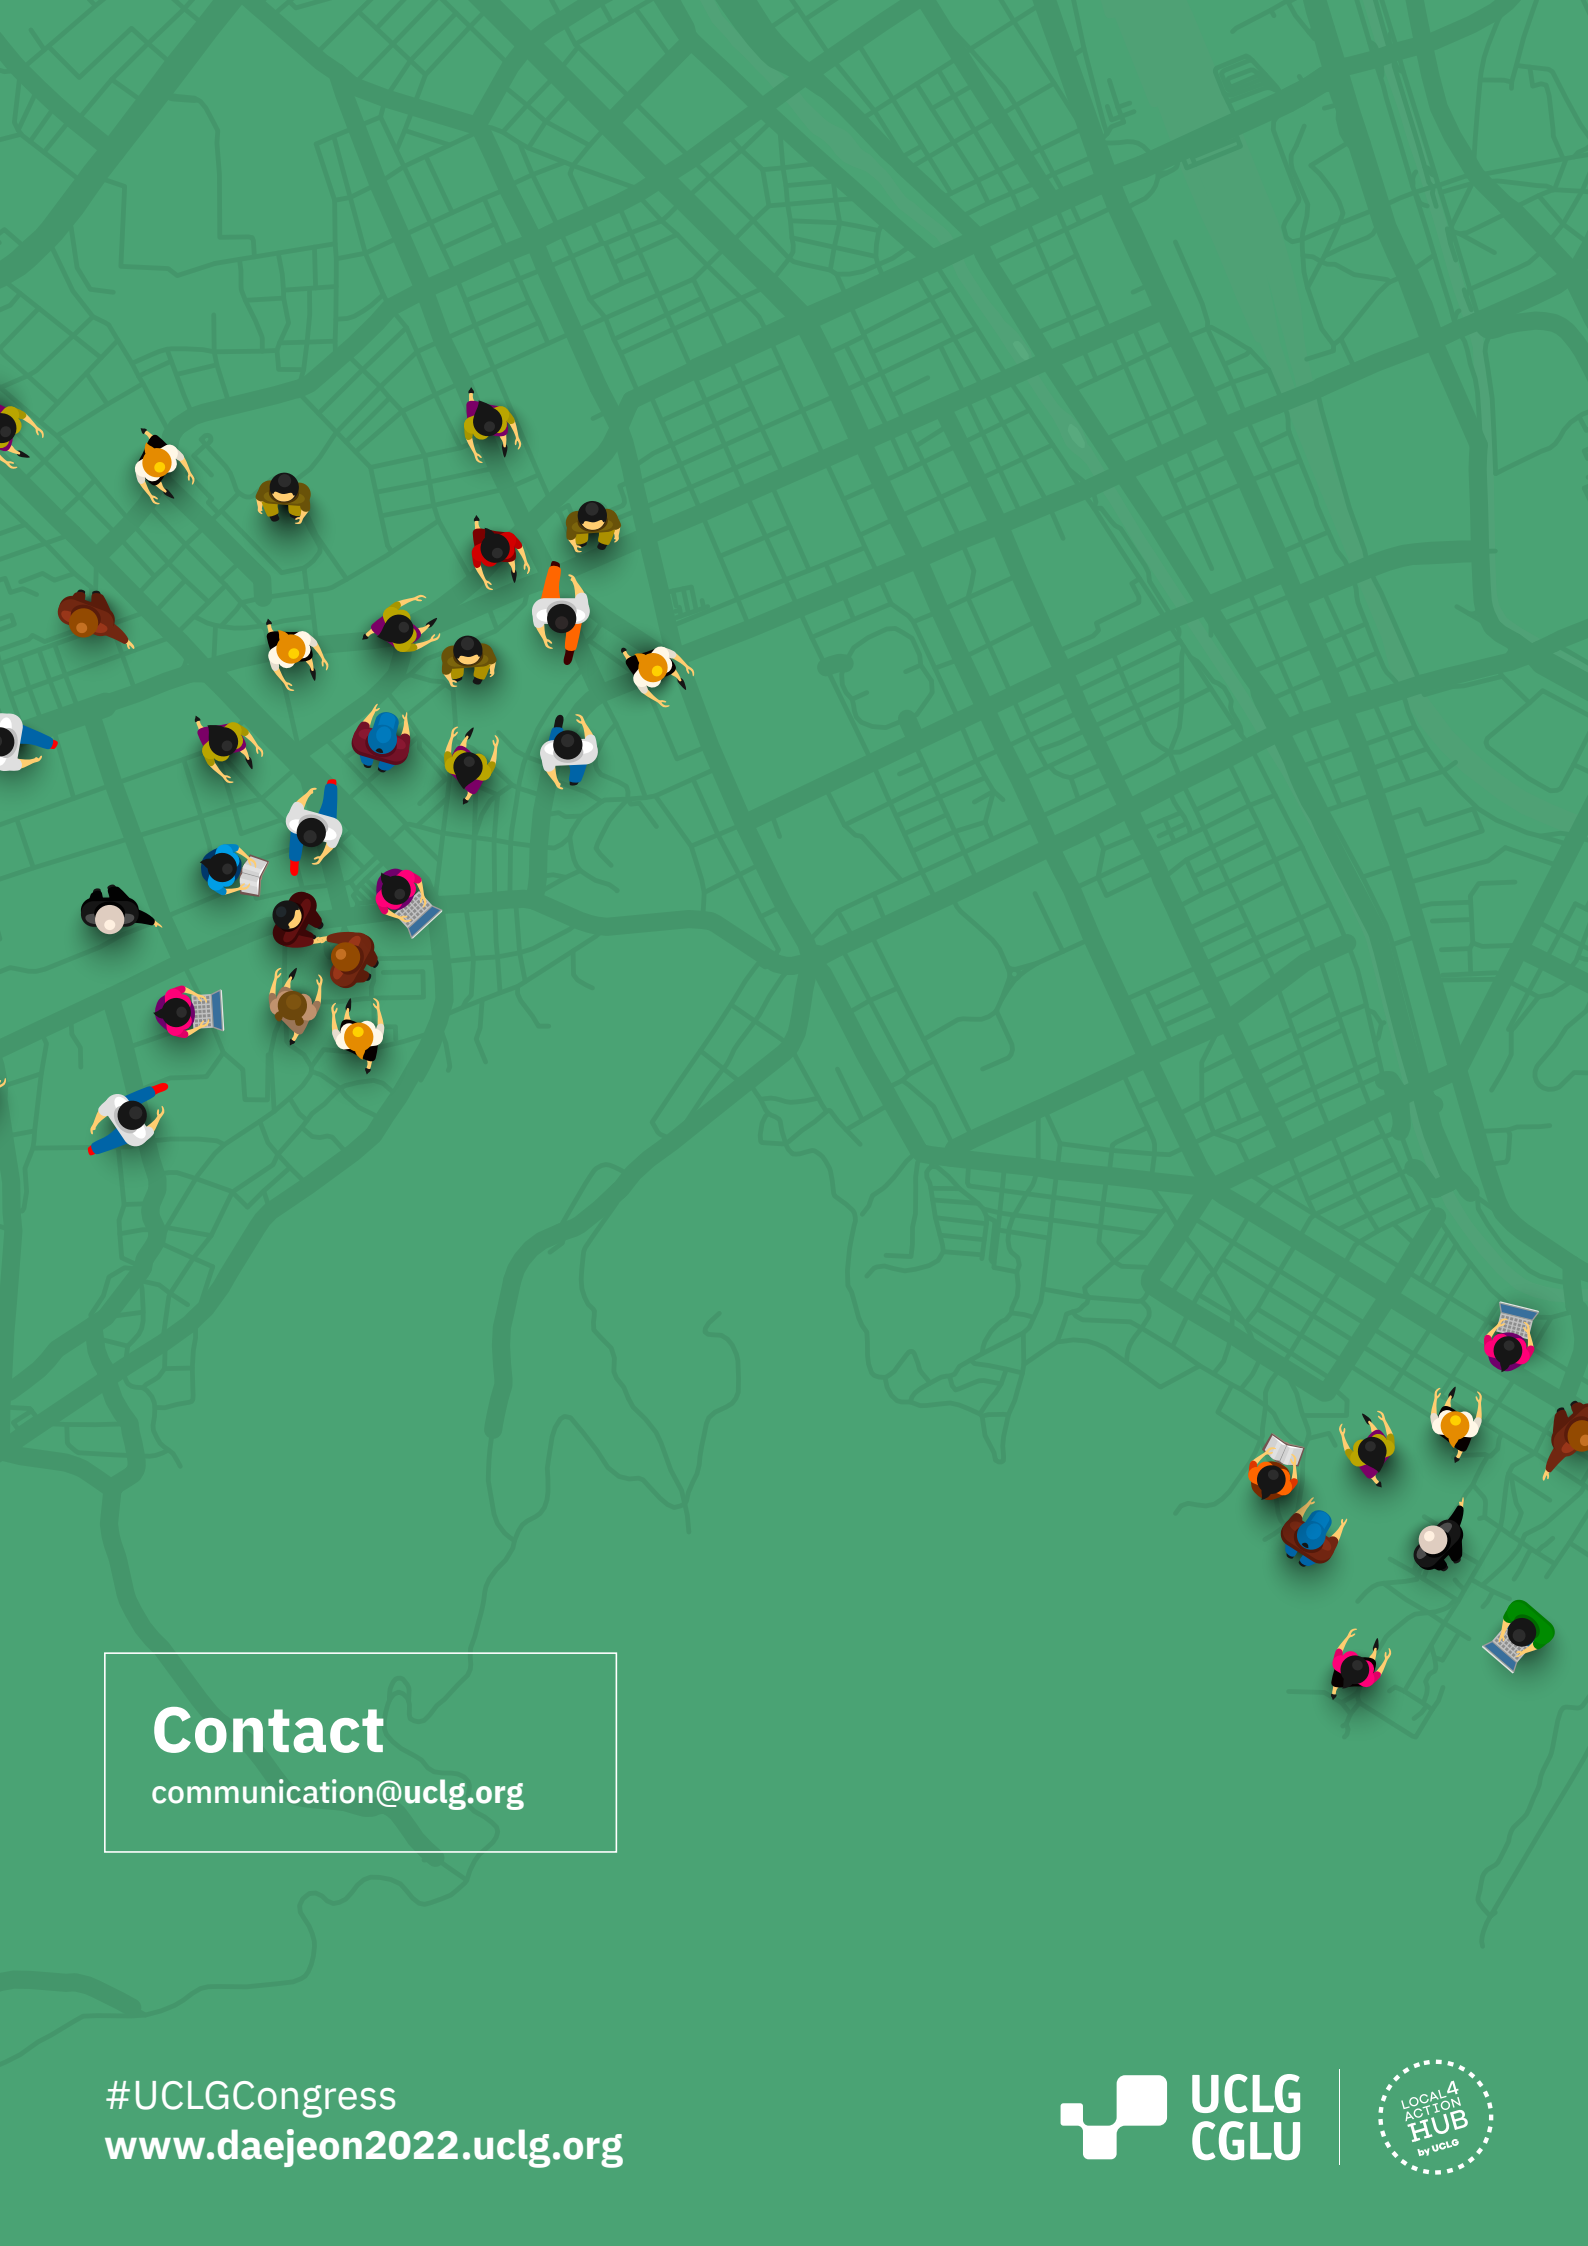 Contact
communication@uclg.org
#UCLGCongress
www.daejeon2022.uclg.org
UCLG
CGLU
LOCAL4
ACTION
HUB
by UCLG